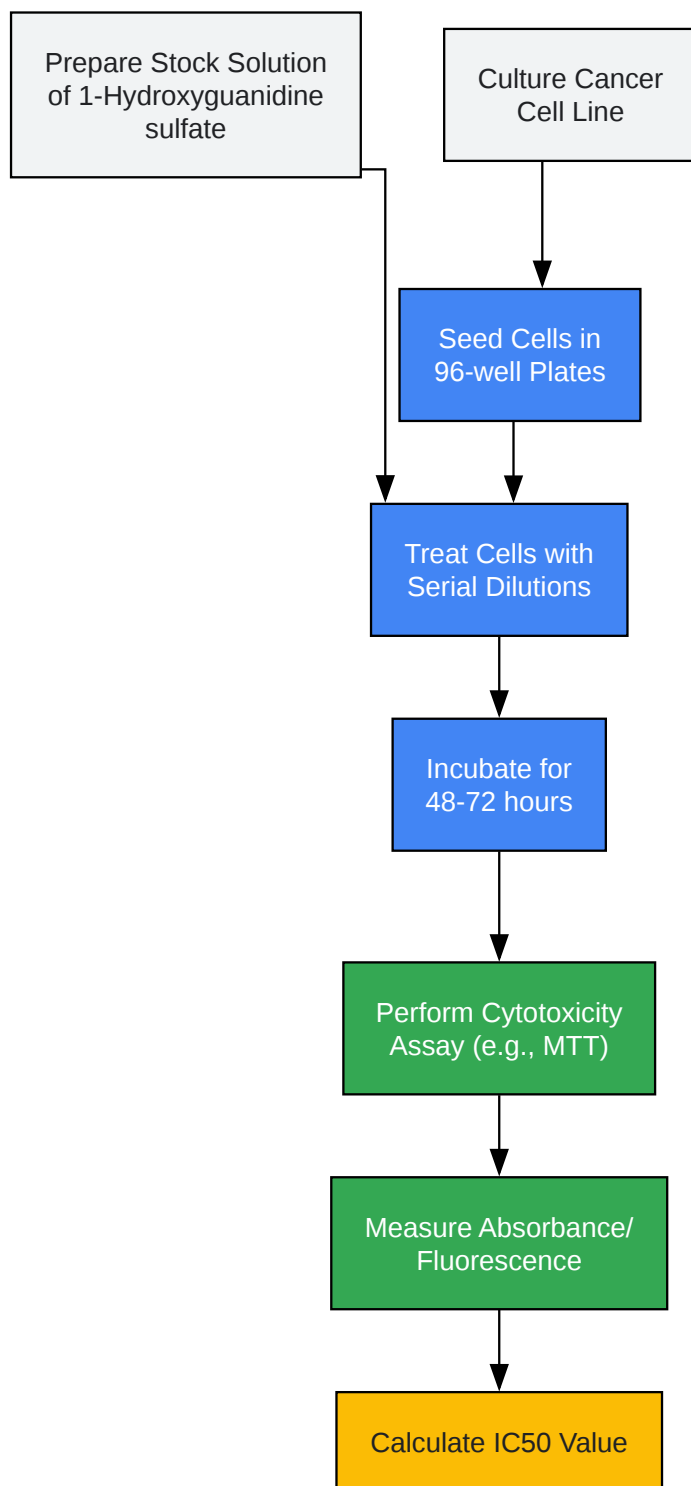 Prepare Stock Solution
of 1-Hydroxyguanidine
sulfate
Culture Cancer
Cell Line
Seed Cells in
96-well Plates
Treat Cells with
Serial Dilutions
Incubate for
48-72 hours
Perform Cytotoxicity
Assay (e.g., MTT)
Measure Absorbance/
Fluorescence
Calculate IC50 Value